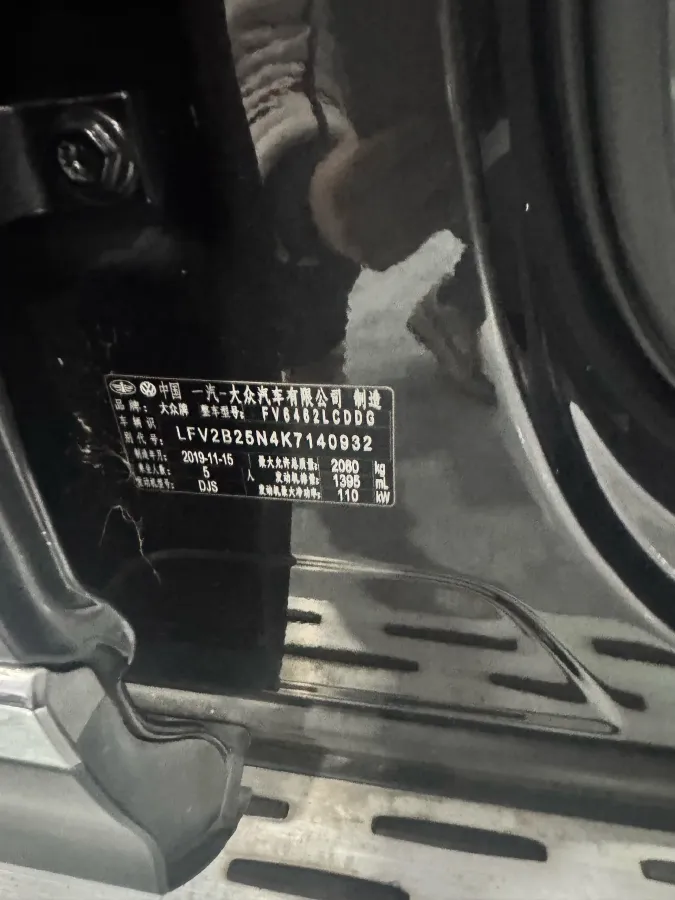 中国 一汽-大众汽车有限公司 制造
品牌: 大众牌 整车型号: FV6462LCDDG
车辆识
别代号: LFV2B25N4K7140932
制造年月: 2019-11-15 最大允许总质量: 2060 kg
乘坐人数: 5 人 发动机排量: 1395 mL
发动机型号: DJS 发动机最大净功率: 110 kW